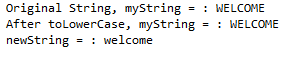 Original String, myString = : WELCOME
After toLowerCase, myString = : WELCOME
newString = : welcome